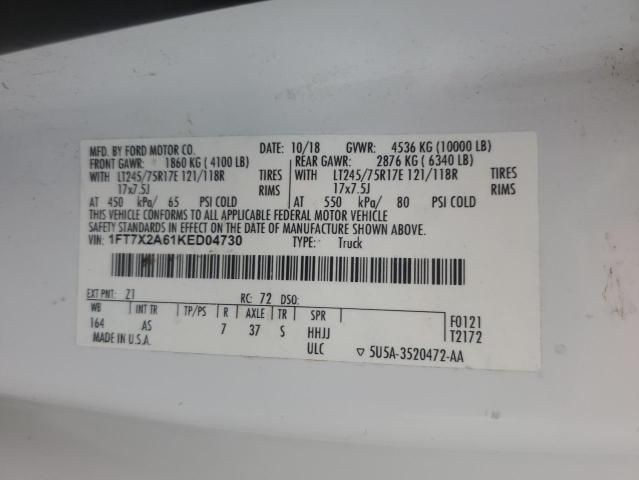 MFD. BY FORD MOTOR CO. DATE: 10/18 GVWR: 4536 KG (10000 LB)
FRONT GAWR: 1860 KG ( 4100 LB) REAR GAWR: 2876 KG ( 6340 LB)
WITH LT245/75R17E 121/118R TIRES WITH LT245/75R17E 121/118R TIRES
17x7.5J RIMS 17x7.5J RIMS
AT 450 kPa/ 65 PSI COLD AT 550 kPa/ 80 PSI COLD
THIS VEHICLE CONFORMS TO ALL APPLICABLE FEDERAL MOTOR VEHICLE
SAFETY STANDARDS IN EFFECT ON THE DATE OF MANUFACTURE SHOWN ABOVE.
VIN: 1FT7X2A61KED04730 TYPE: Truck
EXT PNT: Z1 RC: 72 DSO:
WB INT TR TP/PS R AXLE TR SPR F0121
164 AS 7 37 S HHJJ T2172
MADE IN U.S.A. ULC ▽ 5U5A-3520472-AA